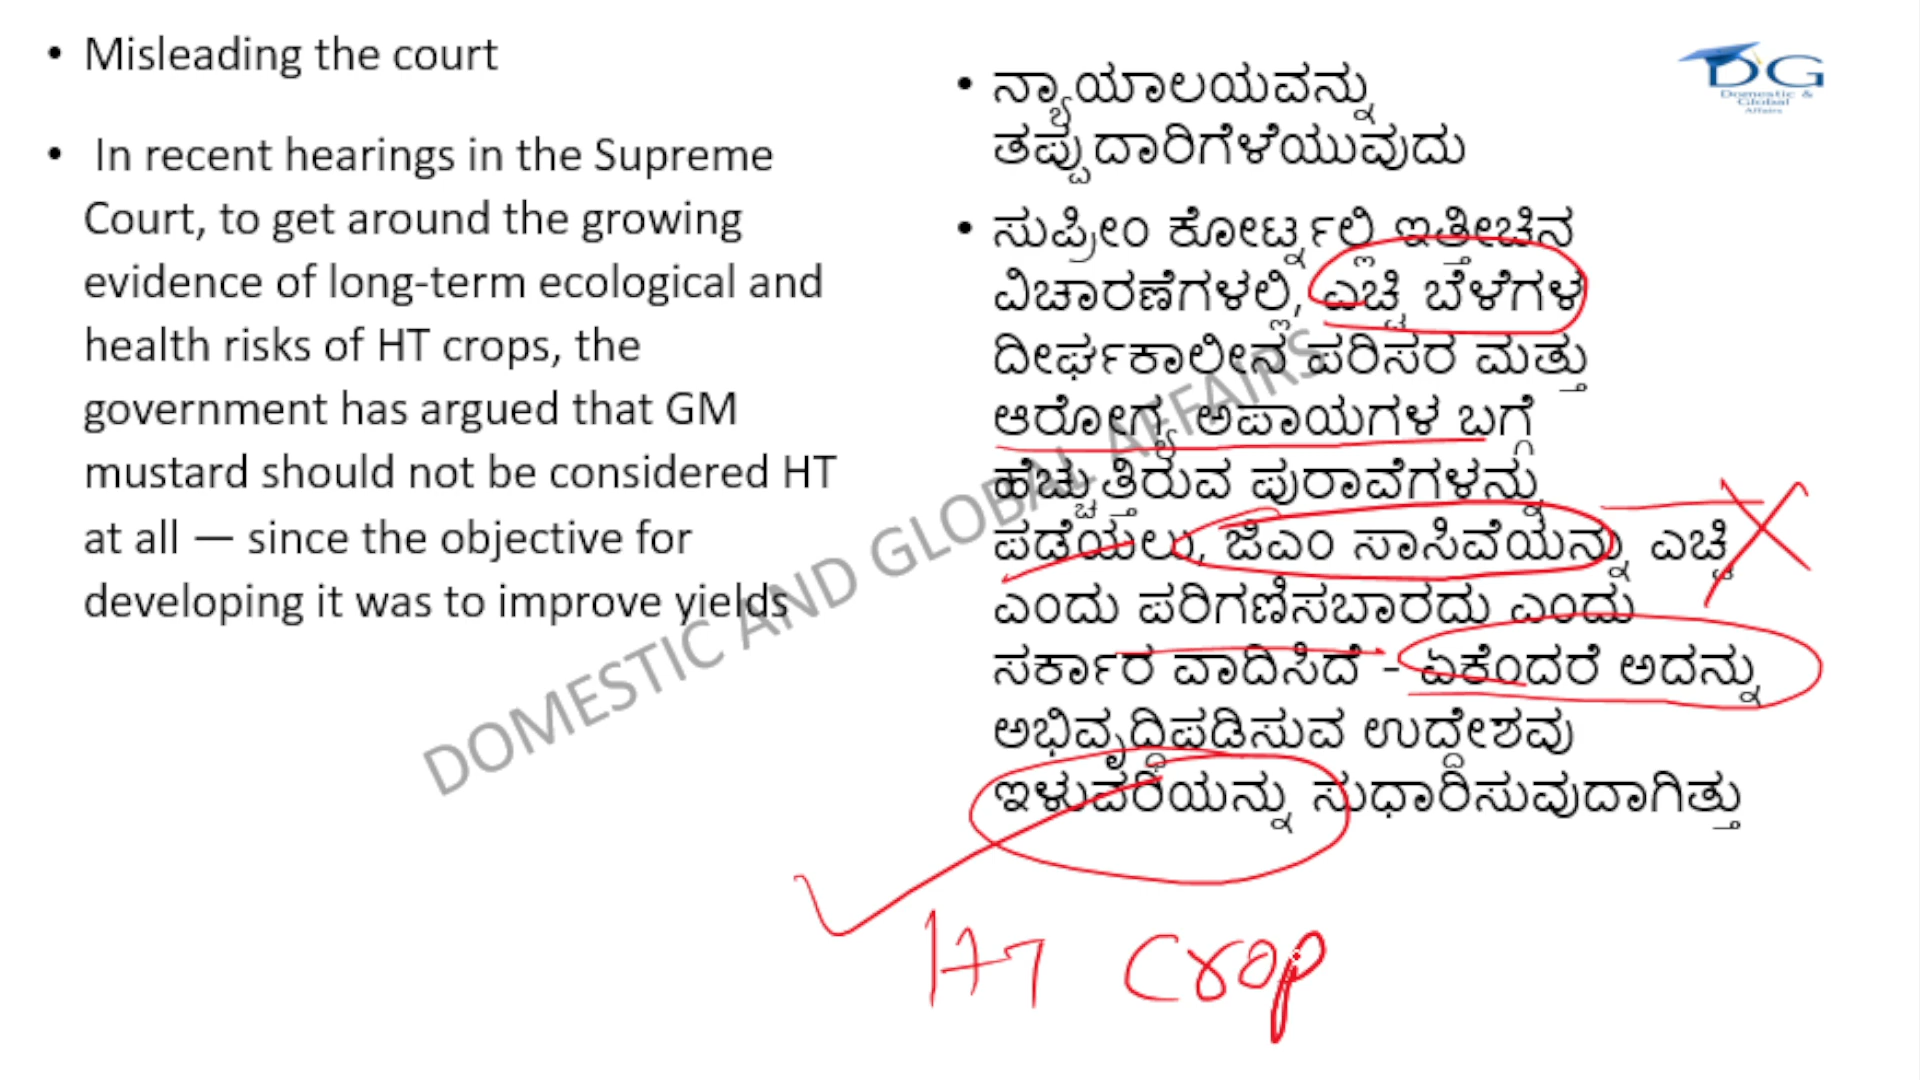 • Misleading the court
• In recent hearings in the Supreme
Court, to get around the growing
evidence of long-term ecological and
health risks of HT crops, the
government has argued that GM
mustard should not be considered HT
at all — since the objective for
developing it was to improve yields
• ನ್ಯಾಯಾಲಯವನ್ನು
ತಪ್ಪುದಾರಿಗೆಳೆಯುವುದು
• ಸುಪ್ರೀಂ ಕೋರ್ಟ್ನಲ್ಲಿ ಇತ್ತೀಚಿನ
ವಿಚಾರಣೆಗಳಲ್ಲಿ, ಎಚ್ಟಿ ಬೆಳೆಗಳ
ದೀರ್ಘಕಾಲೀನ ಪರಿಸರ ಮತ್ತು
ಆರೋಗ್ಯ ಅಪಾಯಗಳ ಬಗ್ಗೆ
ಹೆಚ್ಚುತ್ತಿರುವ ಪುರಾವೆಗಳನ್ನು
ಪಡೆಯಲು, ಜಿಎಂ ಸಾಸಿವೆಯನ್ನು ಎಚ್ಟಿ
ಎಂದು ಪರಿಗಣಿಸಬಾರದು ಎಂದು
ಸರ್ಕಾರ ವಾದಿಸಿದೆ - ಏಕೆಂದರೆ ಅದನ್ನು
ಅಭಿವೃದ್ಧಿಪಡಿಸುವ ಉದ್ದೇಶವು
ಇಳುವರಿಯನ್ನು ಸುಧಾರಿಸುವುದಾಗಿತ್ತು
HT Crop
DOMESTIC AND GLOBAL AFFAIRS
DG
Domestic &
Global
Affairs